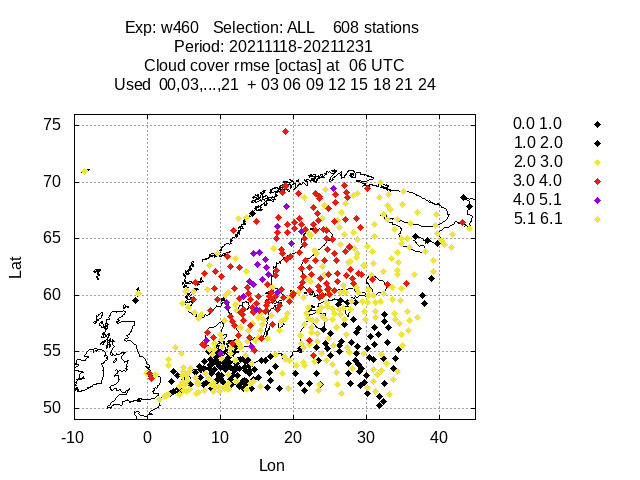 Exp: w460   Selection: ALL    608 stations
Period: 20211118-20211231
Cloud cover rmse [octas] at  06 UTC
Used  00,03,...,21  + 03 06 09 12 15 18 21 24
75
70
65
60
55
50
Lat
-10 0 10 20 30 40
Lon
0.0 1.0
1.0 2.0
2.0 3.0
3.0 4.0
4.0 5.1
5.1 6.1